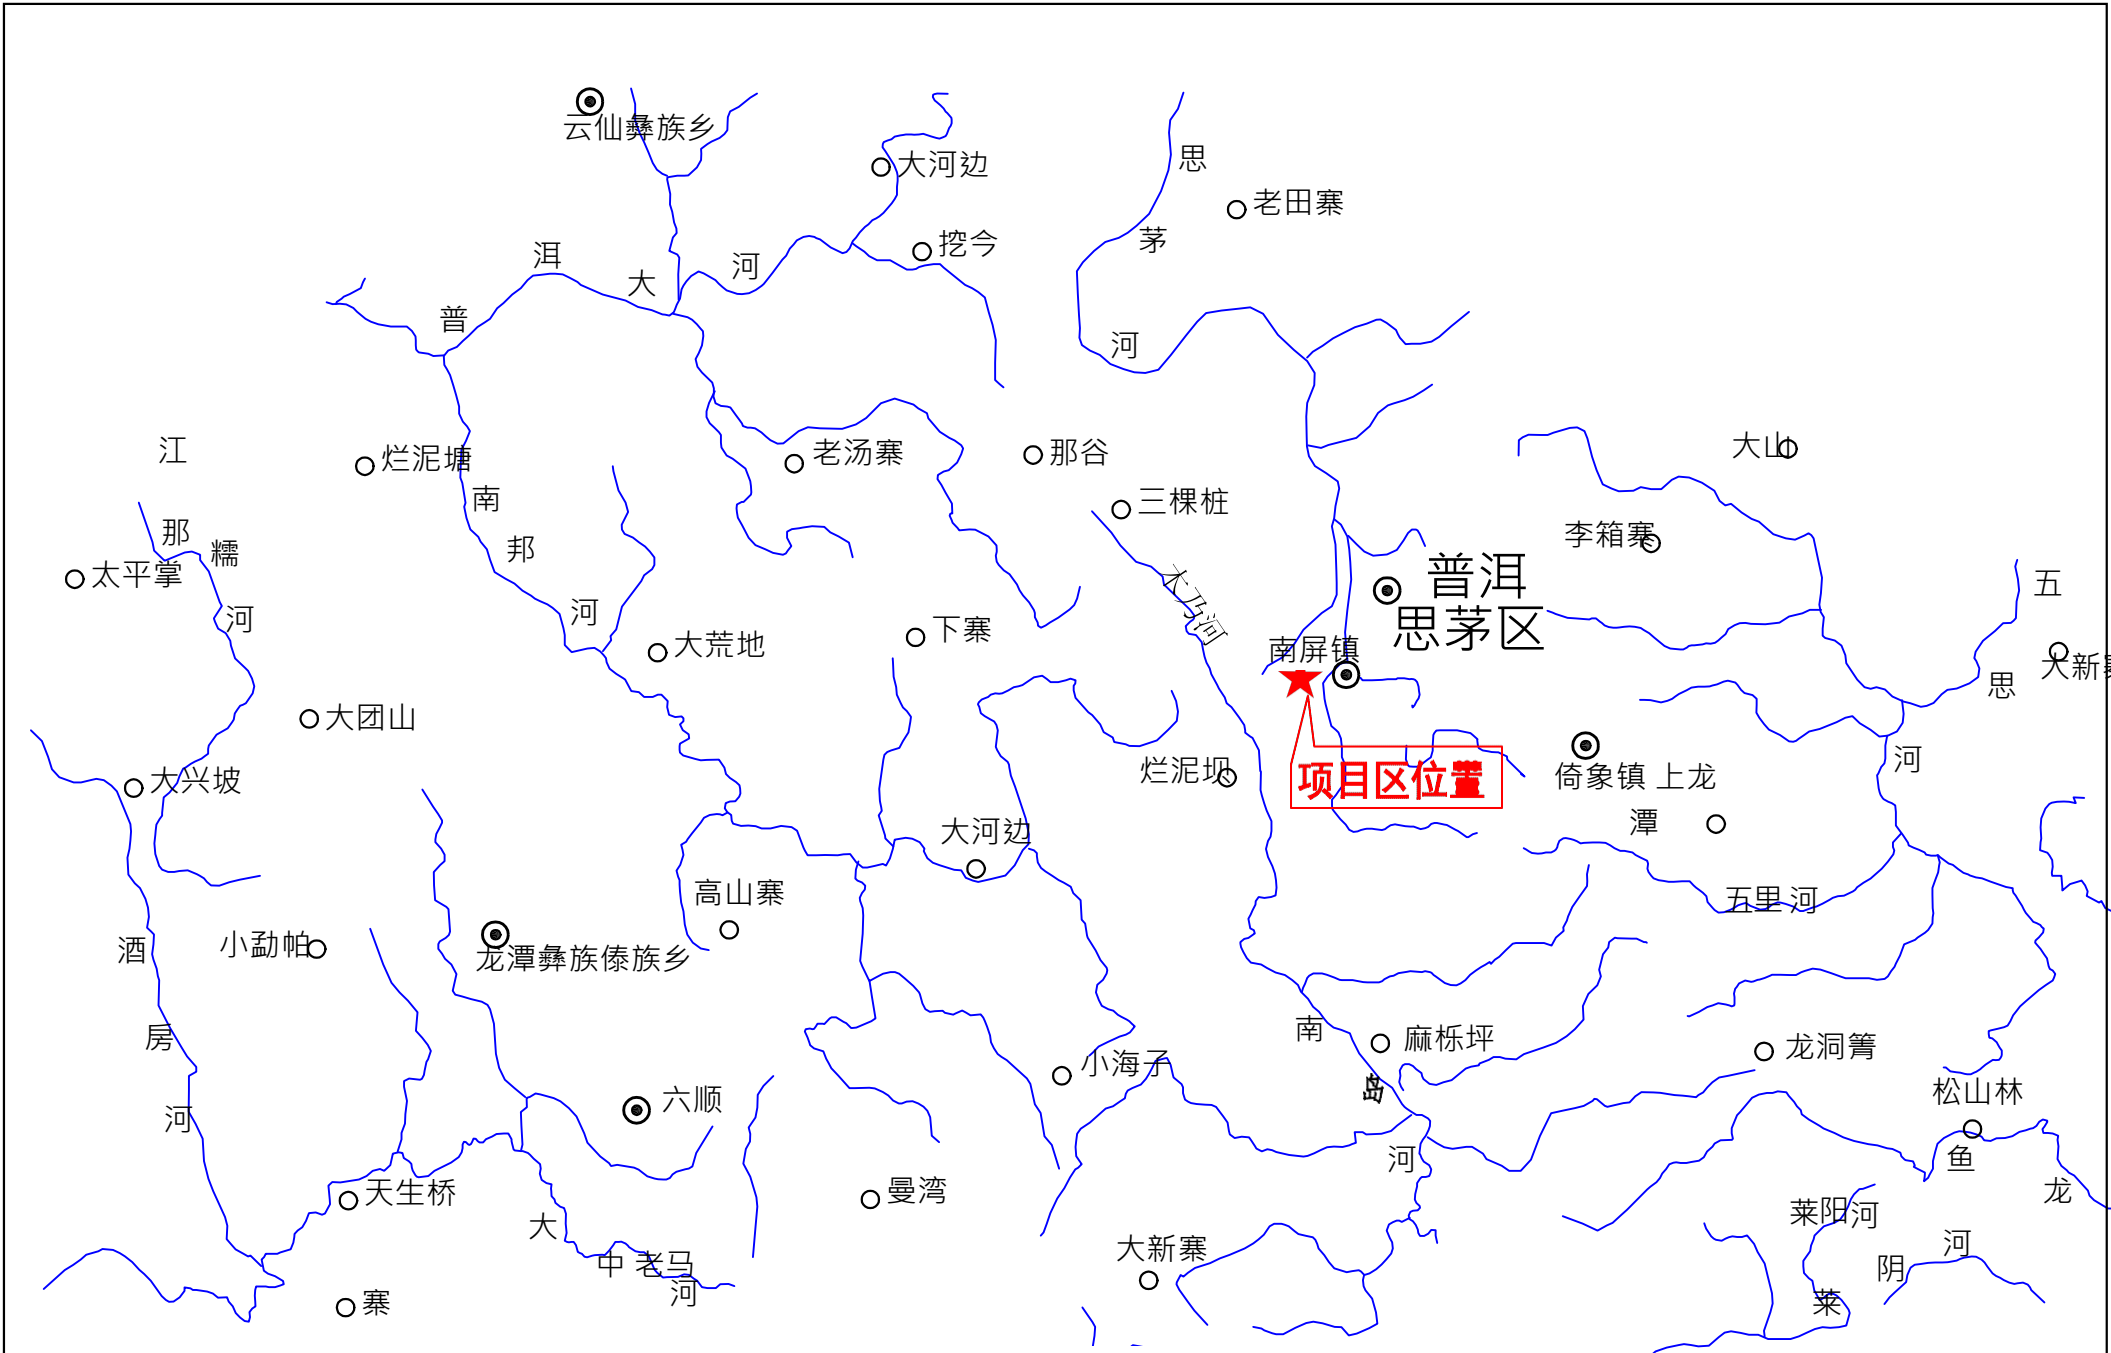 云仙彝族乡
大河边
思
老田寨
茅
挖今
洱
大
河
普
河
江
烂泥塘
老汤寨
那谷
大山
南
三棵桩
那
糯
邦
李箱寨
太平掌
普洱
五
木乃河
河
河
大荒地
下寨
南屏镇
思茅区
大新寨
思
大团山
大兴坡
烂泥坝
项目区位置
倚象镇
上龙
潭
河
大河边
高山寨
五里
河
酒
小勐帕
龙潭彝族傣族乡
房
南
麻栎坪
龙洞箐
小海子
岛
六顺
松山林
河
河
鱼
天生桥
曼湾
龙
莱阳
河
大
大新寨
河
阴
中
老马
河
寨
莱